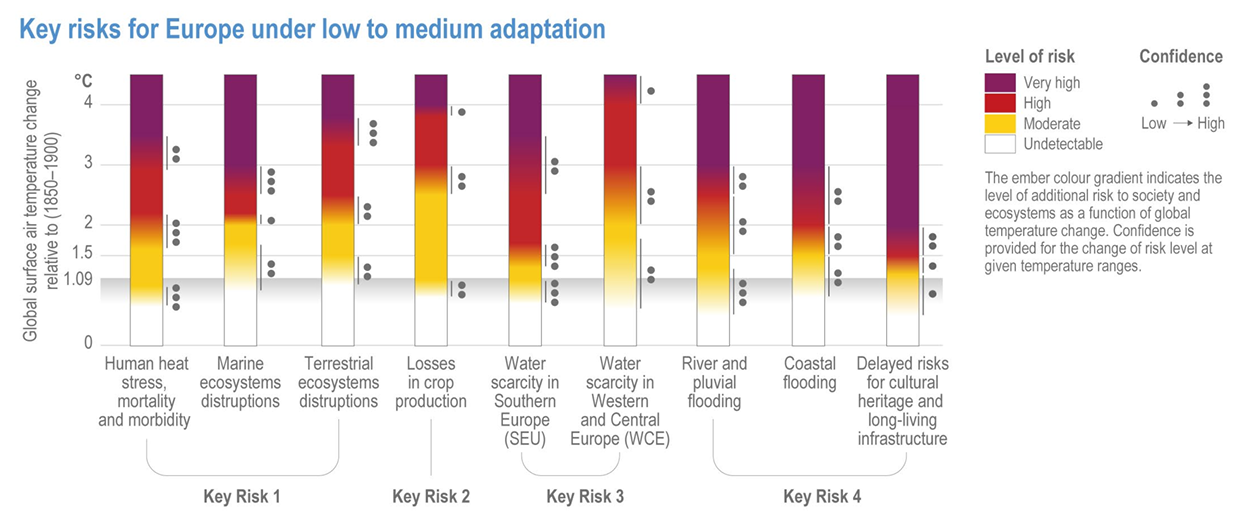 Key risks for Europe under low to medium adaptation
Global surface air temperature change
relative to (1850–1900)
°C
4
3
2
1.5
1.09
0
Human heat
stress,
mortality
and morbidity
Marine
ecosystems
disruptions
Terrestrial
ecosystems
disruptions
Losses
in crop
production
Water
scarcity in
Southern
Europe
(SEU)
Water
scarcity in
Western
and Central
Europe (WCE)
River and
pluvial
flooding
Coastal
flooding
Delayed risks
for cultural
heritage and
long-living
infrastructure
Key Risk 1
Key Risk 2
Key Risk 3
Key Risk 4
Level of risk
Very high
High
Moderate
Undetectable
Confidence
Low → High
The ember colour gradient indicates the
level of additional risk to society and
ecosystems as a function of global
temperature change. Confidence is
provided for the change of risk level at
given temperature ranges.